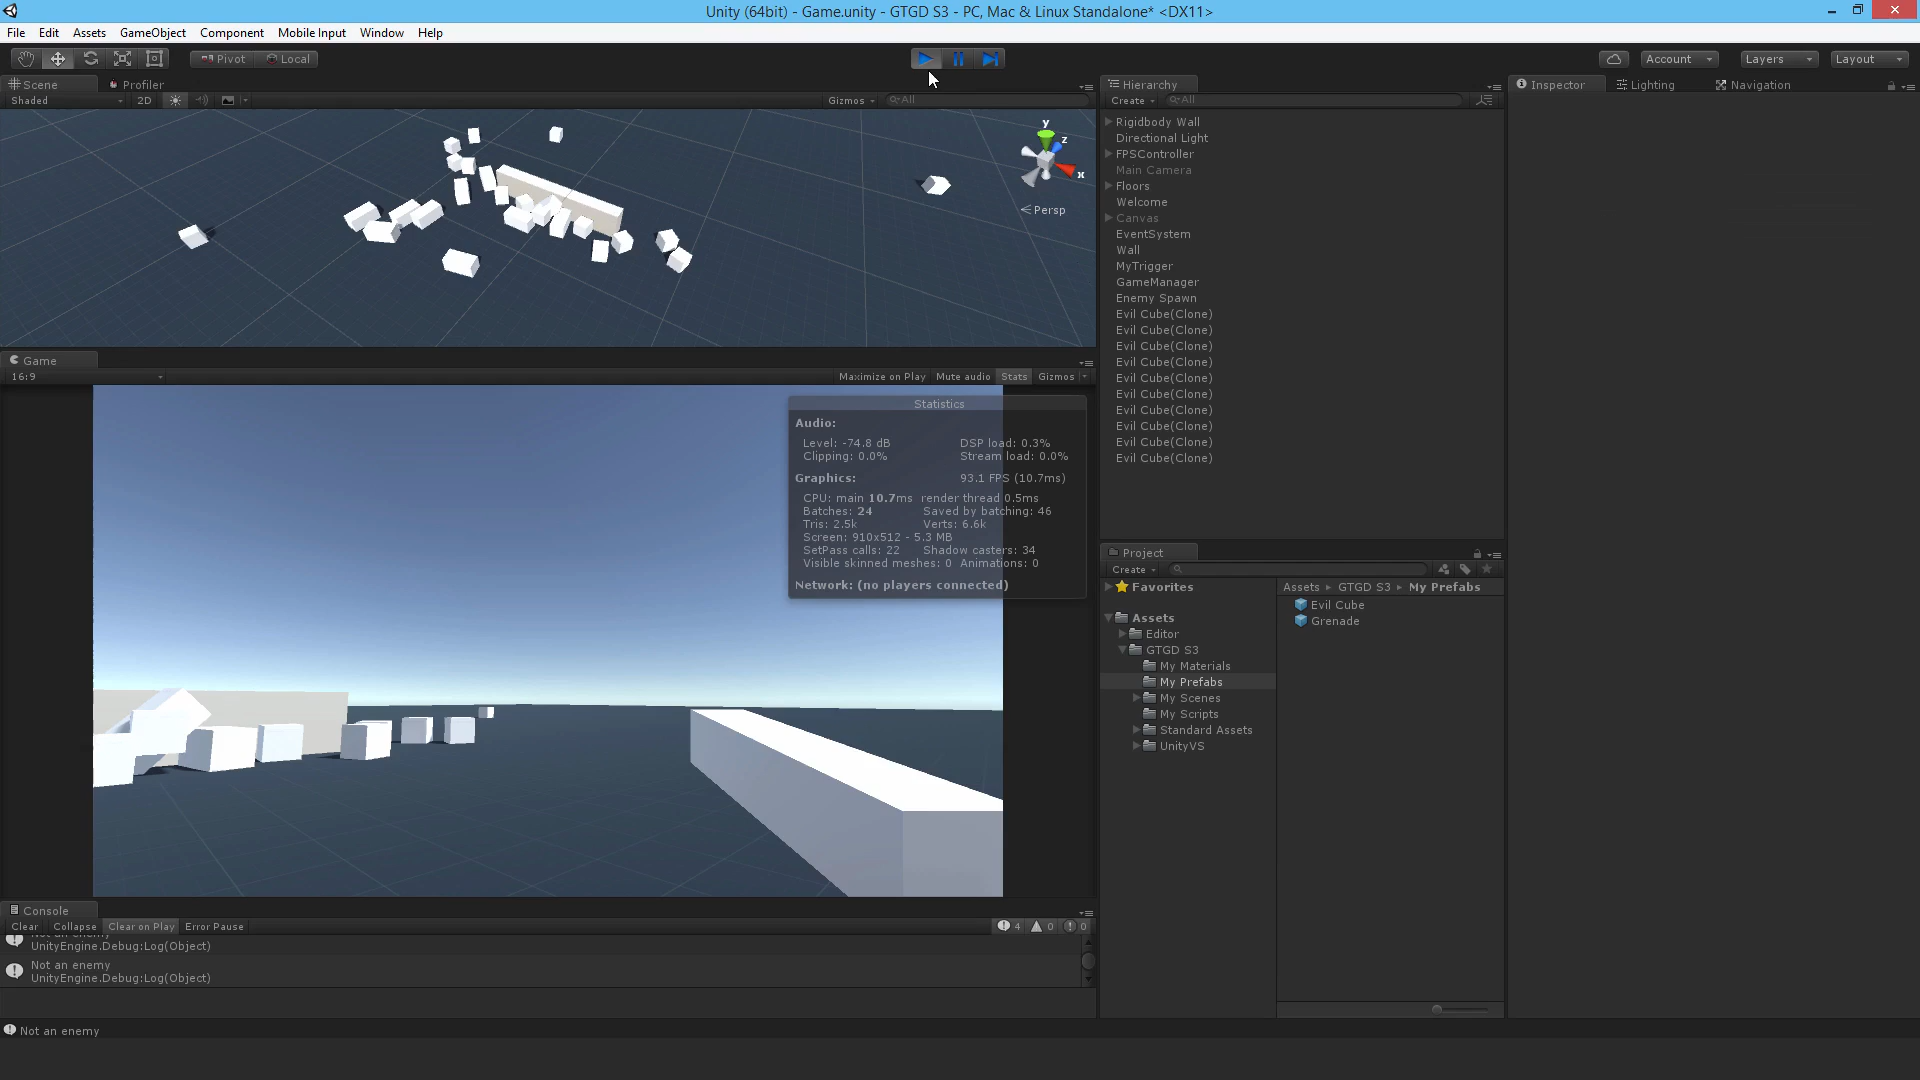 Unity (64bit) - Game.unity - GTGD S3 - PC, Mac & Linux Standalone* <DX11>
File Edit Assets GameObject Component Mobile Input Window Help
Pivot Local Account Layers Layout
Scene Profiler
Shaded 2D Gizmos All
y
z
x
Persp
Game
16:9 Maximize on Play Mute audio Stats Gizmos
Statistics
Audio:
Level: -74.8 dB DSP load: 0.3%
Clipping: 0.0% Stream load: 0.0%
Graphics: 93.1 FPS (10.7ms)
CPU: main 10.7ms render thread 0.5ms
Batches: 24 Saved by batching: 46
Tris: 2.5k Verts: 6.6k
Screen: 910x512 - 5.3 MB
SetPass calls: 22 Shadow casters: 34
Visible skinned meshes: 0 Animations: 0
Network: (no players connected)
Console
Clear Collapse Clear on Play Error Pause 4 0 0
Not an enemy
UnityEngine.Debug:Log(Object)
Not an enemy
UnityEngine.Debug:Log(Object)
Not an enemy
Hierarchy
Create All
Rigidbody Wall
Directional Light
FPSController
Main Camera
Floors
Welcome
Canvas
EventSystem
Wall
MyTrigger
GameManager
Enemy Spawn
Evil Cube(Clone)
Evil Cube(Clone)
Evil Cube(Clone)
Evil Cube(Clone)
Evil Cube(Clone)
Evil Cube(Clone)
Evil Cube(Clone)
Evil Cube(Clone)
Evil Cube(Clone)
Evil Cube(Clone)
Project
Create
Favorites
Assets
Editor
GTGD S3
My Materials
My Prefabs
My Scenes
My Scripts
Standard Assets
UnityVS
Assets GTGD S3 My Prefabs
Evil Cube
Grenade
Inspector Lighting Navigation